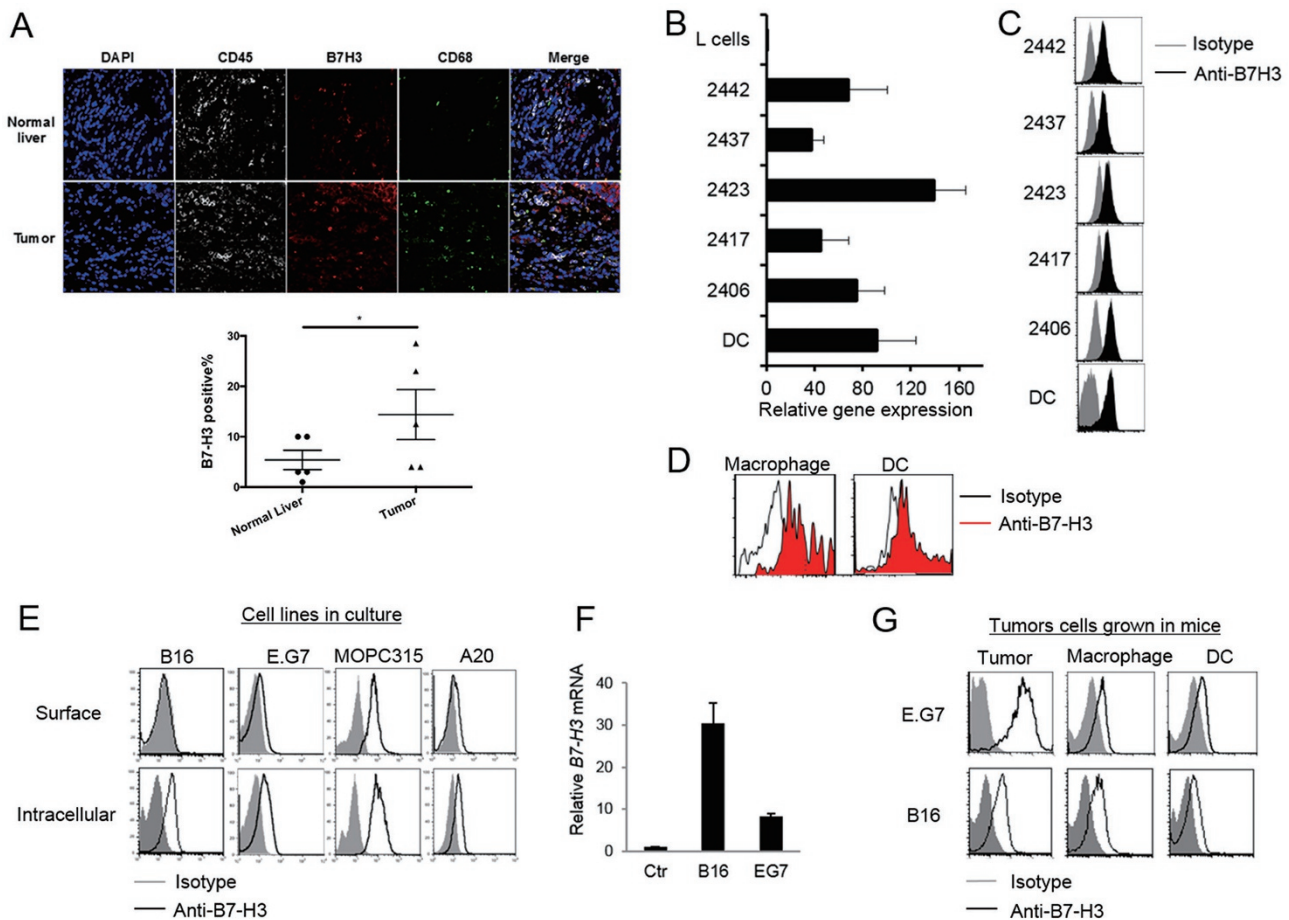 A
DAPI CD45 B7H3 CD68 Merge
Normal
liver
Tumor
B7-H3 positive%
30
20
10
0
*
Normal Liver
Tumor
B
L cells
2442
2437
2423
2417
2406
DC
0 40 80 120 160
Relative gene expression
C
2442
2437
2423
2417
2406
DC
Isotype
Anti-B7H3
D
Macrophage DC
Isotype
Anti-B7-H3
E
Cell lines in culture
B16 E.G7 MOPC315 A20
Surface
Intracellular
Isotype
Anti-B7-H3
F
Relative B7-H3 mRNA
40
30
20
10
0
Ctr B16 EG7
G
Tumors cells grown in mice
Tumor Macrophage DC
E.G7
B16
Isotype
Anti-B7-H3